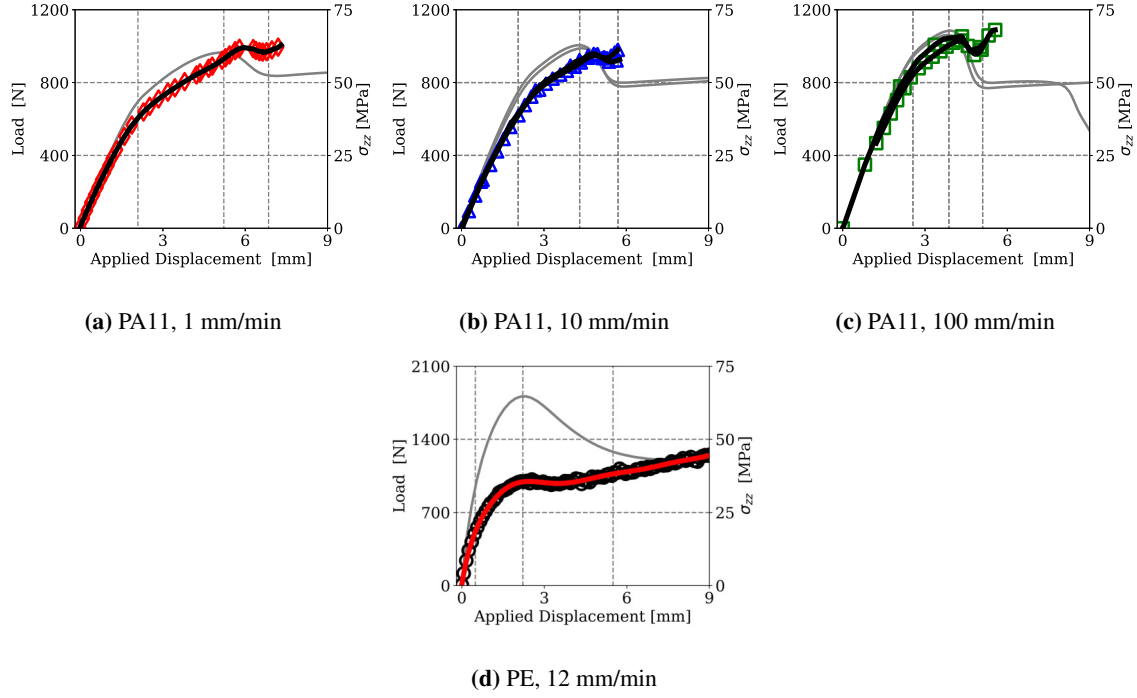 1200
800
400
0
Load [N]
75
50
25
0
σzz [MPa]
0 3 6 9
Applied Displacement [mm]
(a) PA11, 1 mm/min
1200
800
400
0
Load [N]
75
50
25
0
σzz [MPa]
0 3 6 9
Applied Displacement [mm]
(b) PA11, 10 mm/min
1200
800
400
0
Load [N]
75
50
25
0
σzz [MPa]
0 3 6 9
Applied Displacement [mm]
(c) PA11, 100 mm/min
2100
1400
700
0
Load [N]
75
50
25
0
σzz [MPa]
0 3 6 9
Applied Displacement [mm]
(d) PE, 12 mm/min